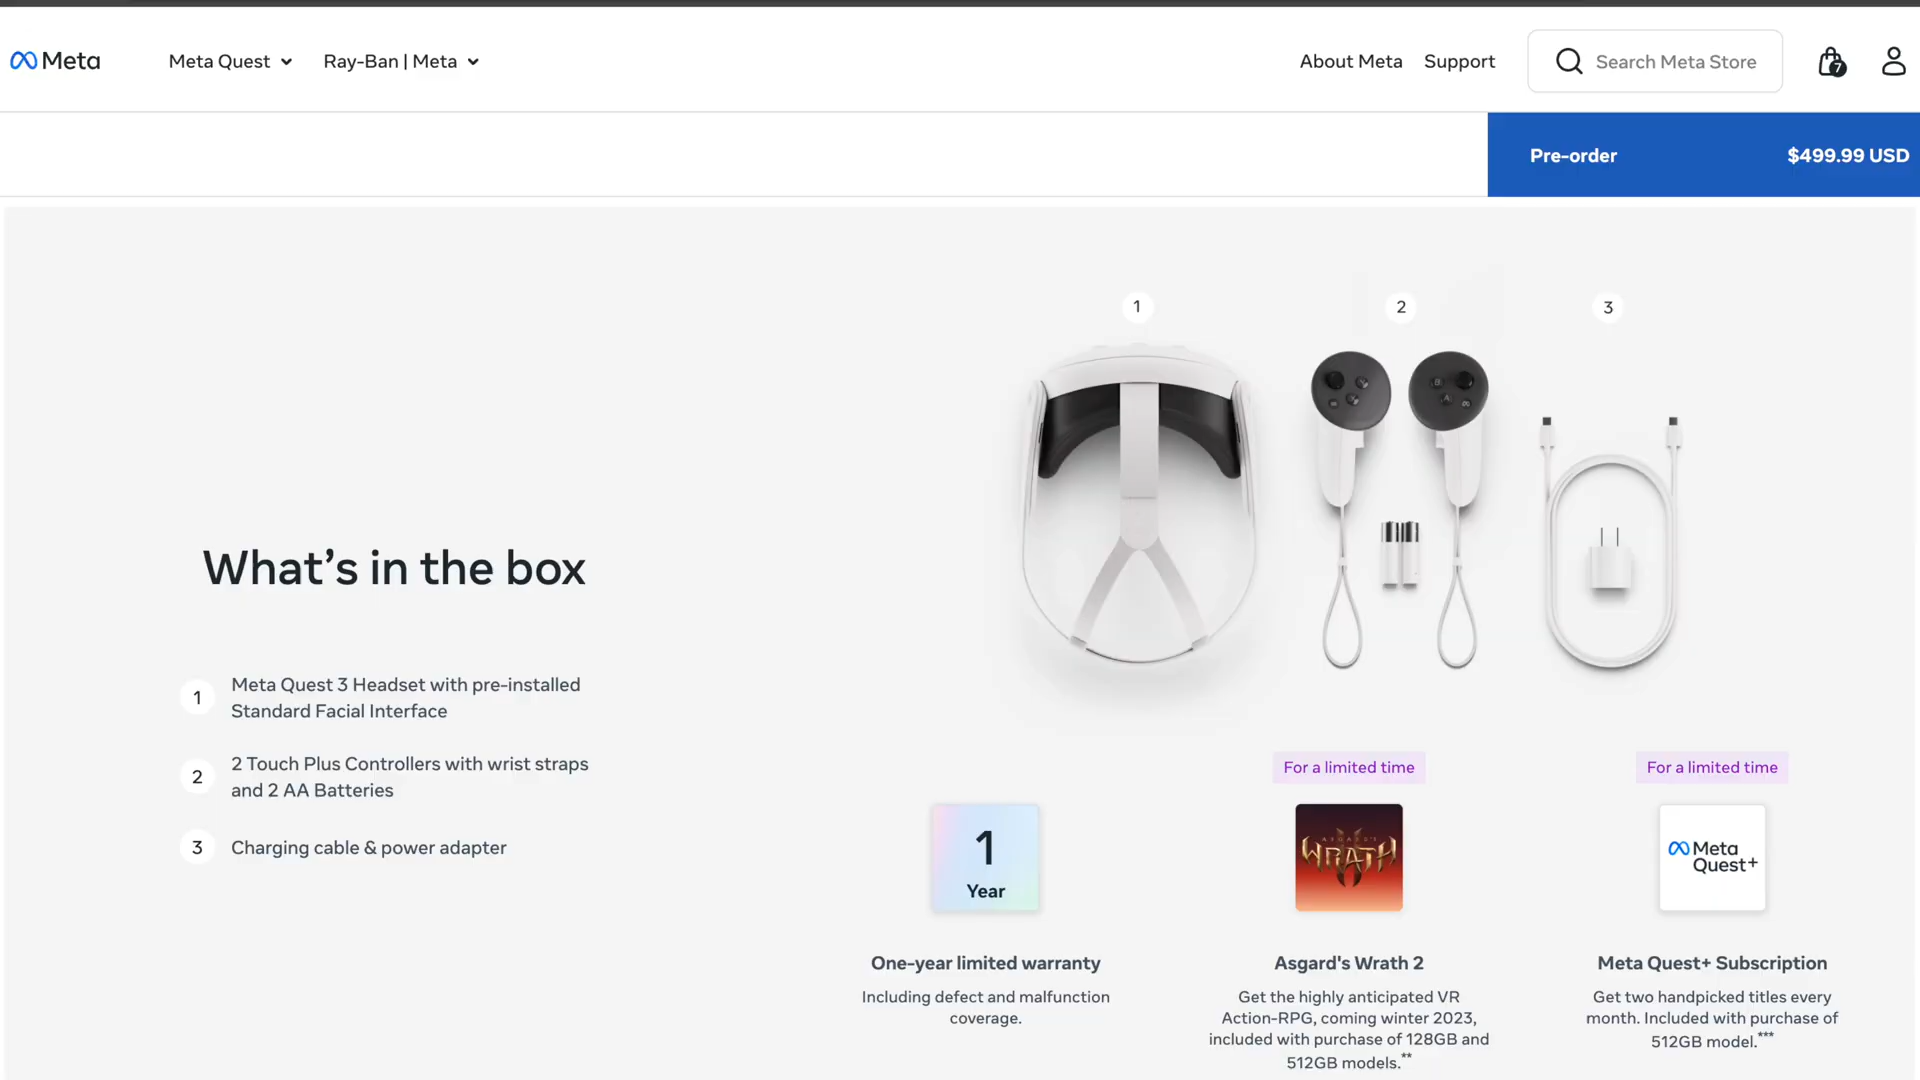 Meta
Meta Quest
Ray-Ban | Meta
About Meta
Support
Search Meta Store
7
Pre-order
$499.99 USD
1
2
3
What's in the box
1
Meta Quest 3 Headset with pre-installed
Standard Facial Interface
2
2 Touch Plus Controllers with wrist straps
and 2 AA Batteries
3
Charging cable & power adapter
1
Year
One-year limited warranty
Including defect and malfunction
coverage.
For a limited time
ASGARD'S
WRATH
Asgard's Wrath 2
Get the highly anticipated VR
Action-RPG, coming winter 2023,
included with purchase of 128GB and
512GB models.**
For a limited time
Meta
Quest+
Meta Quest+ Subscription
Get two handpicked titles every
month. Included with purchase of
512GB model.***